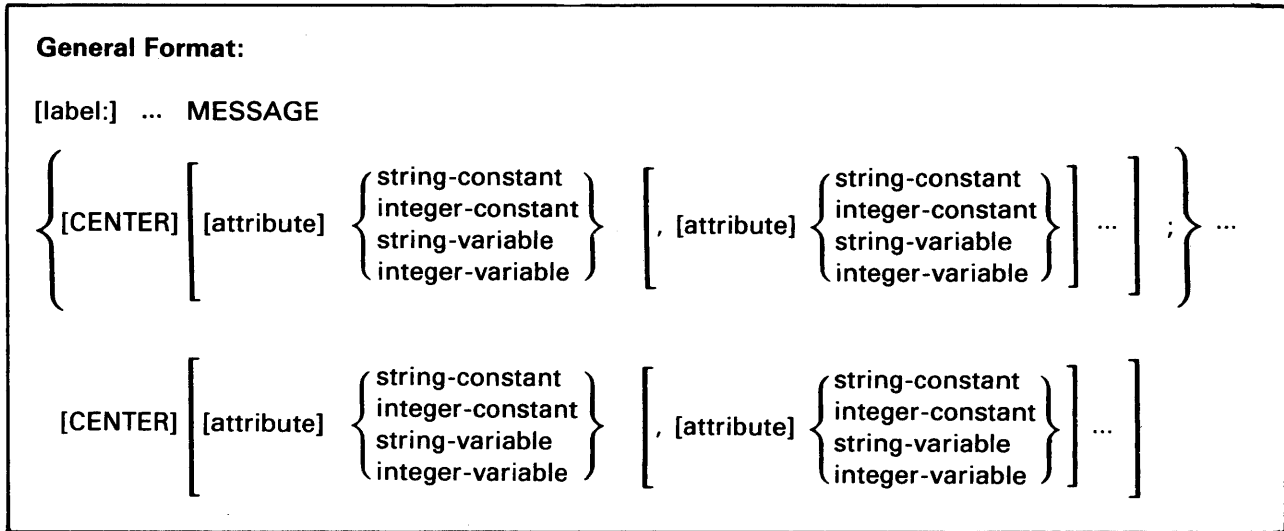 General Format:
[label:] ... MESSAGE
{ [CENTER] [ [attribute] { string-constant integer-constant string-variable integer-variable } [ , [attribute] { string-constant integer-constant string-variable integer-variable } ] ... ] ; } ...
[CENTER] [ [attribute] { string-constant integer-constant string-variable integer-variable } [ , [attribute] { string-constant integer-constant string-variable integer-variable } ] ... ]